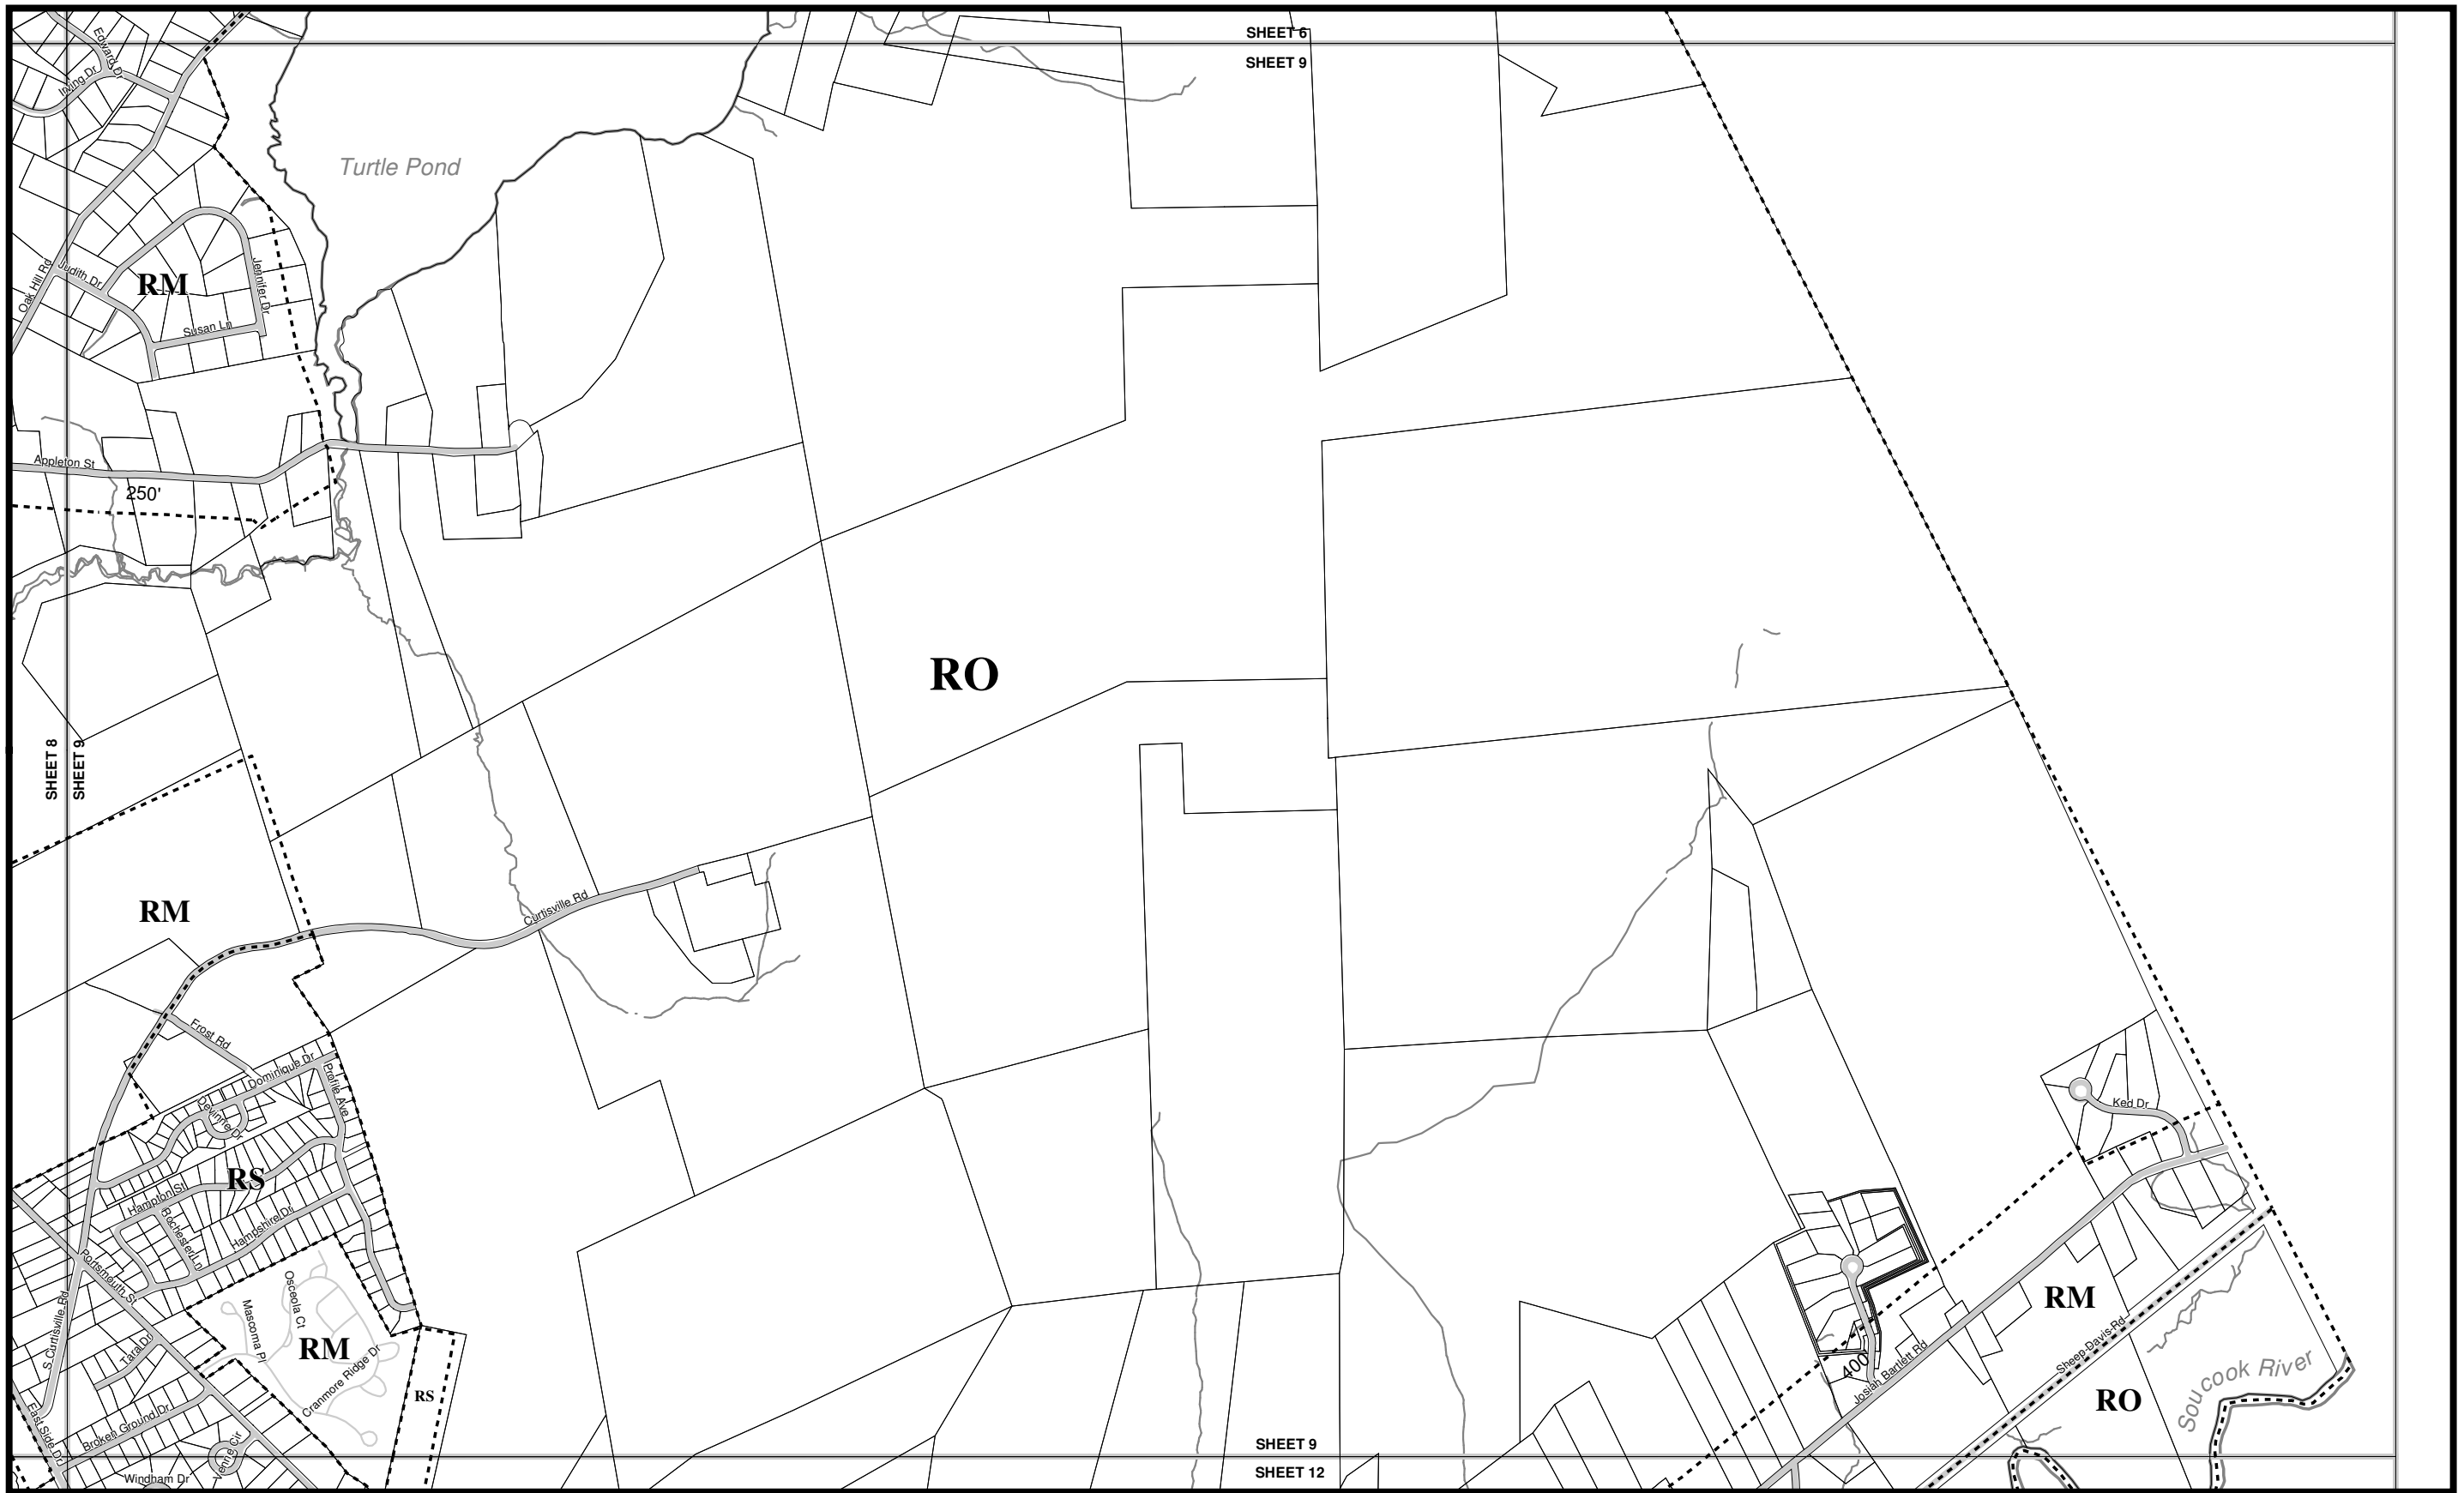 SHEET 6
SHEET 9
Edward Dr
Irving Dr
Turtle Pond
Oak Hill Rd
Judith Dr
RM
Jennifer Dr
Susan Ln
Appleton St
250'
RO
SHEET 8
SHEET 9
RM
Curtisville Rd
Frost Rd
Dominique Dr
Profile Ave
Devinne Dr
Ked Dr
RS
Hampton St
Rochester Ln
Hampshire Dr
Portsmouth St
S Curtisville Rd
Osceola Ct
Mascoma Pl
RM
Tara Dr
Cranmore Ridge Dr
RS
RM
400'
Josiah Bartlett Rd
Sheep Davis Rd
Soucook River
RO
East Side Dr
Broken Ground Dr
Windham Dr
SHEET 9
SHEET 12